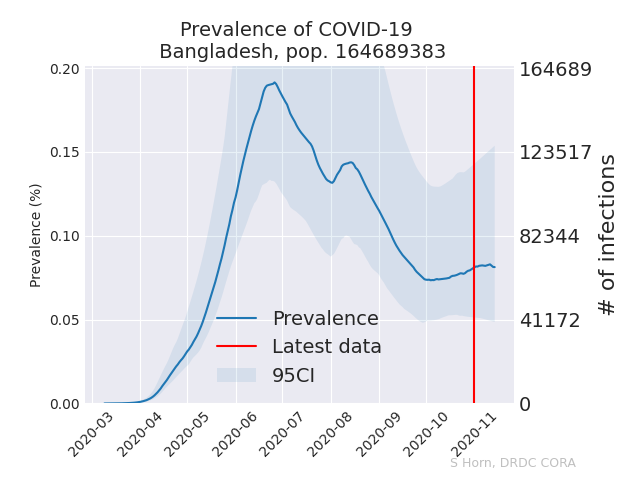 Prevalence of COVID-19
Bangladesh, pop. 164689383
0.20
0.15
0.10
0.05
0.00
Prevalence (%)
164689
123517
82344
41172
0
# of infections
Prevalence
Latest data
95CI
2020-03
2020-04
2020-05
2020-06
2020-07
2020-08
2020-09
2020-10
2020-11
S Horn, DRDC CORA